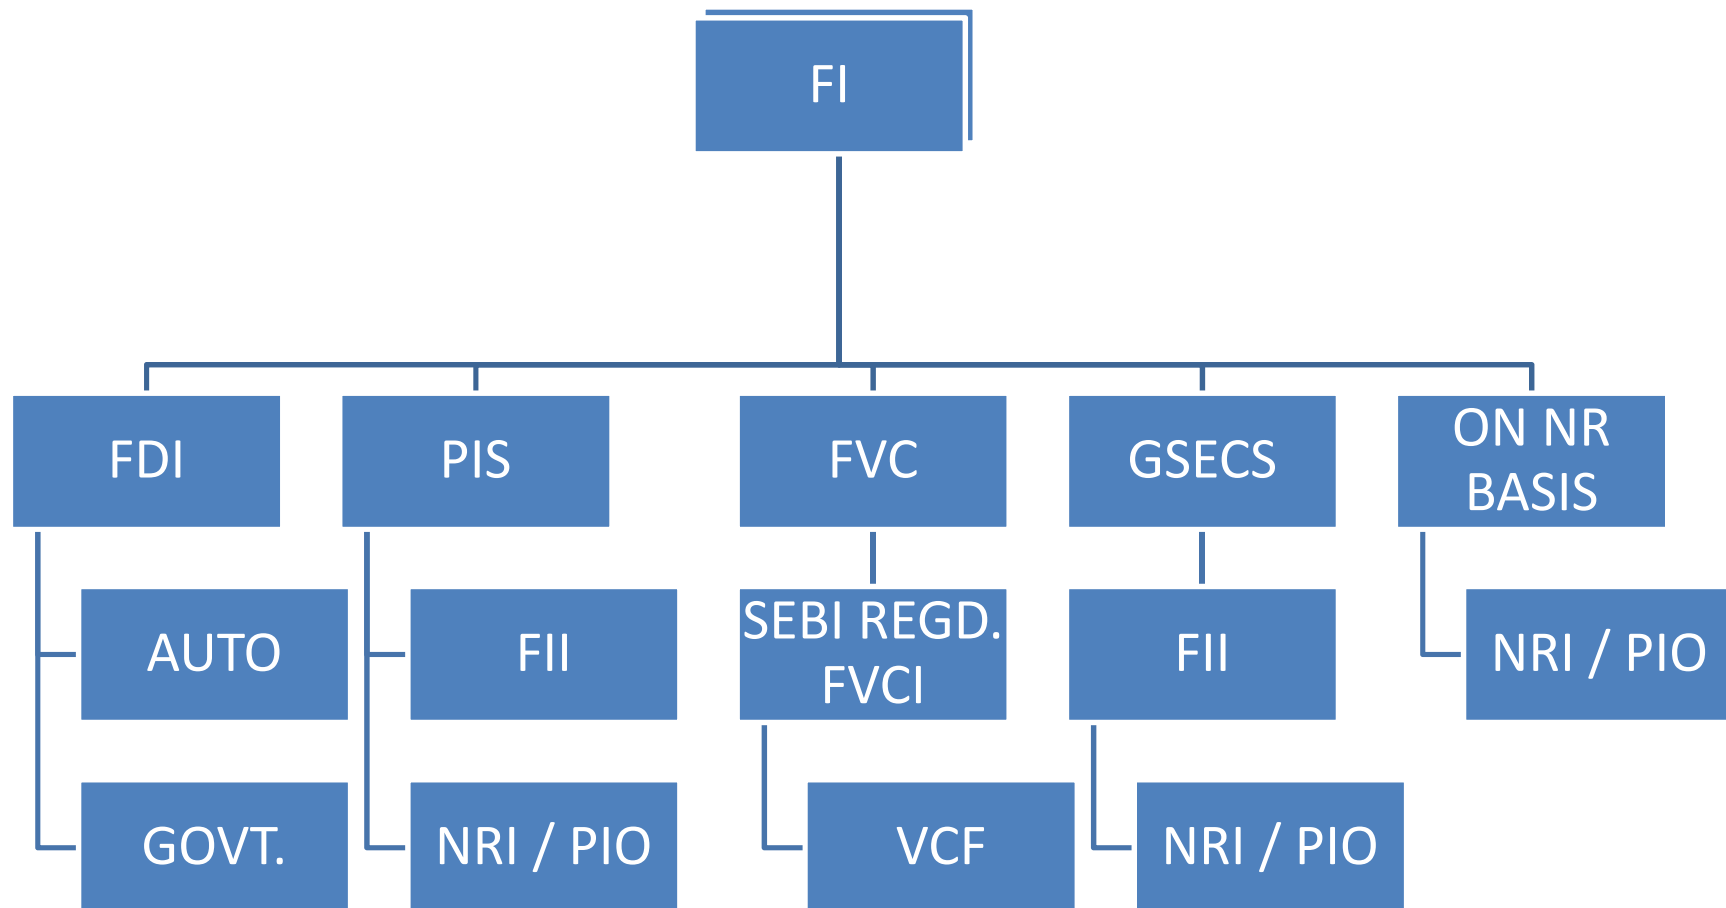 FI
FDI
PIS
FVC
GSECS
ON NR
BASIS
AUTO
FII
SEBI REGD.
FVCI
FII
NRI / PIO
GOVT.
NRI / PIO
VCF
NRI / PIO